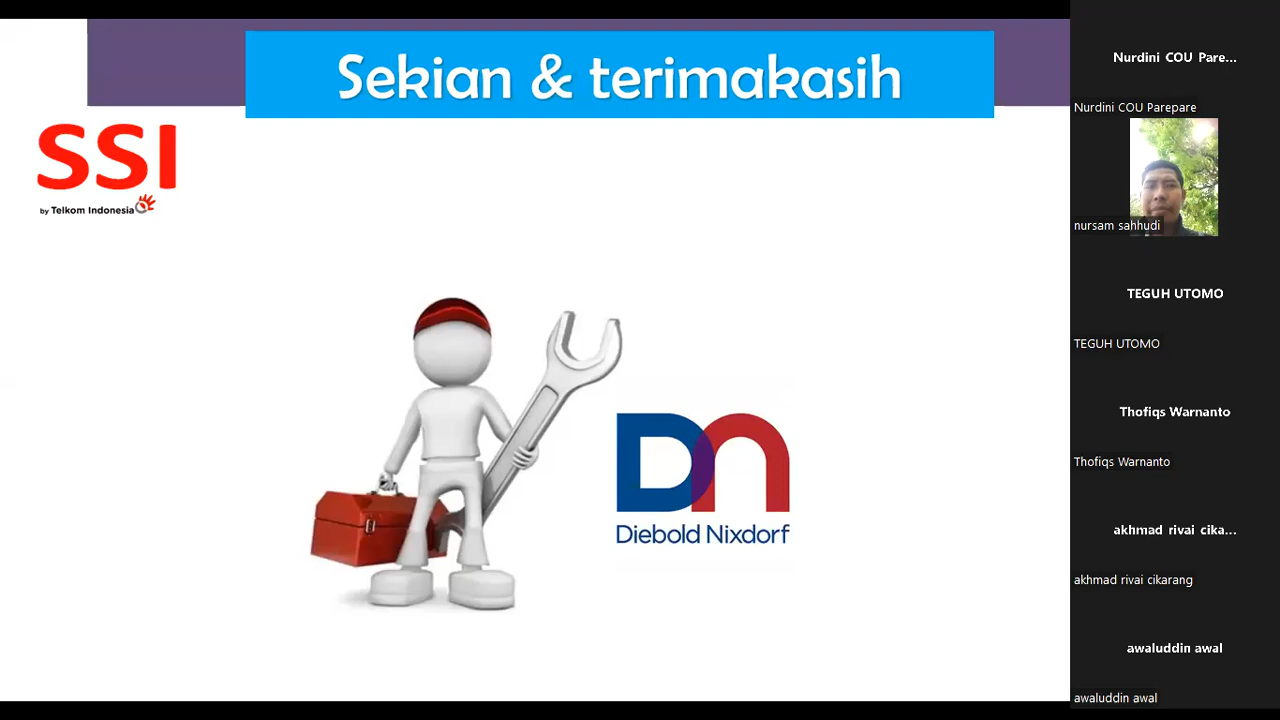 Sekian & terimakasih
SSI
by Telkom Indonesia
DN
Diebold Nixdorf
Nurdini COU Pare...
Nurdini COU Parepare
nursam sahhudi
TEGUH UTOMO
TEGUH UTOMO
Thofiqs Warnanto
Thofiqs Warnanto
akhmad rivai cika...
akhmad rivai cikarang
awaluddin awal
awaluddin awal